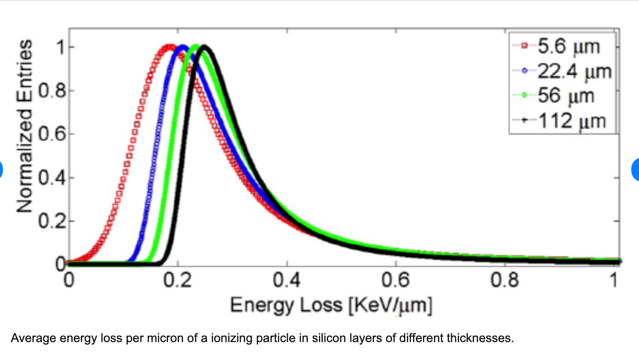 Normalized Entries
1
0.8
0.6
0.4
0.2
0
0 0.2 0.4 0.6 0.8 1
Energy Loss [KeV/μm]
5.6 μm
22.4 μm
56 μm
112 μm
Average energy loss per micron of a ionizing particle in silicon layers of different thicknesses.